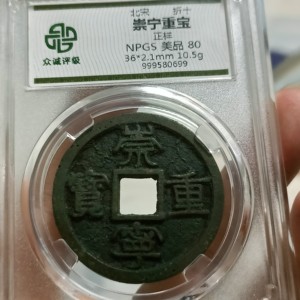 北宋 折十
崇宁重宝
正样
NPGS 美品 80
36*2.1mm 10.5g
999580699
众诚评级
崇
寶 重
寧